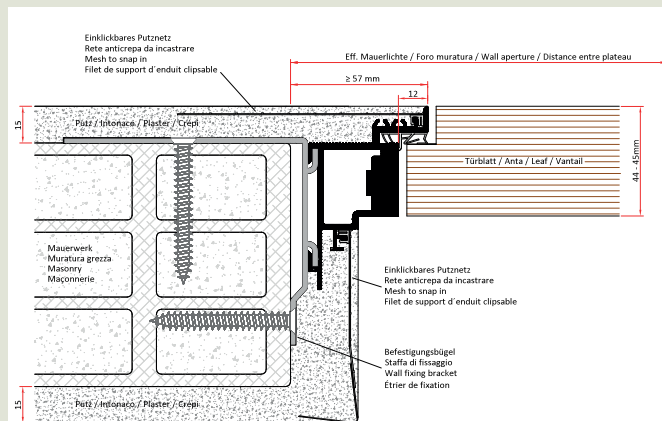 Einklickbares Putznetz
Rete anticrepa da incastrare
Mesh to snap in
Filet de support d´enduit clipsable
Eff. Mauerlichte / Foro muratura / Wall aperture / Distance entre plateau
≥ 57 mm
12
15
Putz / Intonaco / Plaster / Crépi
Türblatt / Anta / Leaf / Vantail
44 - 45mm
Mauerwerk
Muratura grezza
Masonry
Maçonnerie
Einklickbares Putznetz
Rete anticrepa da incastrare
Mesh to snap in
Filet de support d´enduit clipsable
Befestigungsbügel
Staffa di fissaggio
Wall fixing bracket
Étrier de fixation
15
Putz / Intonaco / Plaster / Crépi